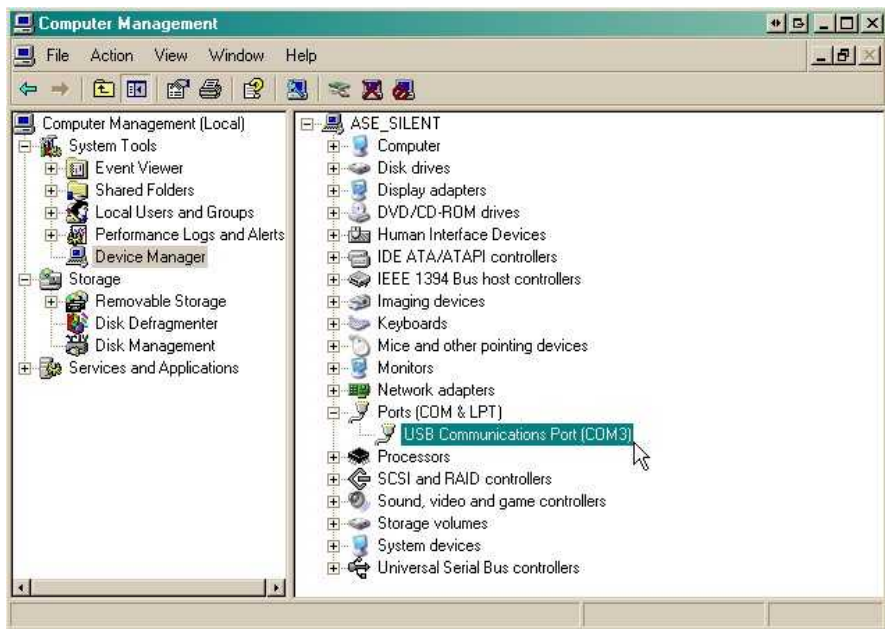 Computer Management
File Action View Window Help
Computer Management (Local)
System Tools
Event Viewer
Shared Folders
Local Users and Groups
Performance Logs and Alerts
Device Manager
Storage
Removable Storage
Disk Defragmenter
Disk Management
Services and Applications
ASE_SILENT
Computer
Disk drives
Display adapters
DVD/CD-ROM drives
Human Interface Devices
IDE ATA/ATAPI controllers
IEEE 1394 Bus host controllers
Imaging devices
Keyboards
Mice and other pointing devices
Monitors
Network adapters
Ports (COM & LPT)
USB Communications Port (COM3)
Processors
SCSI and RAID controllers
Sound, video and game controllers
Storage volumes
System devices
Universal Serial Bus controllers